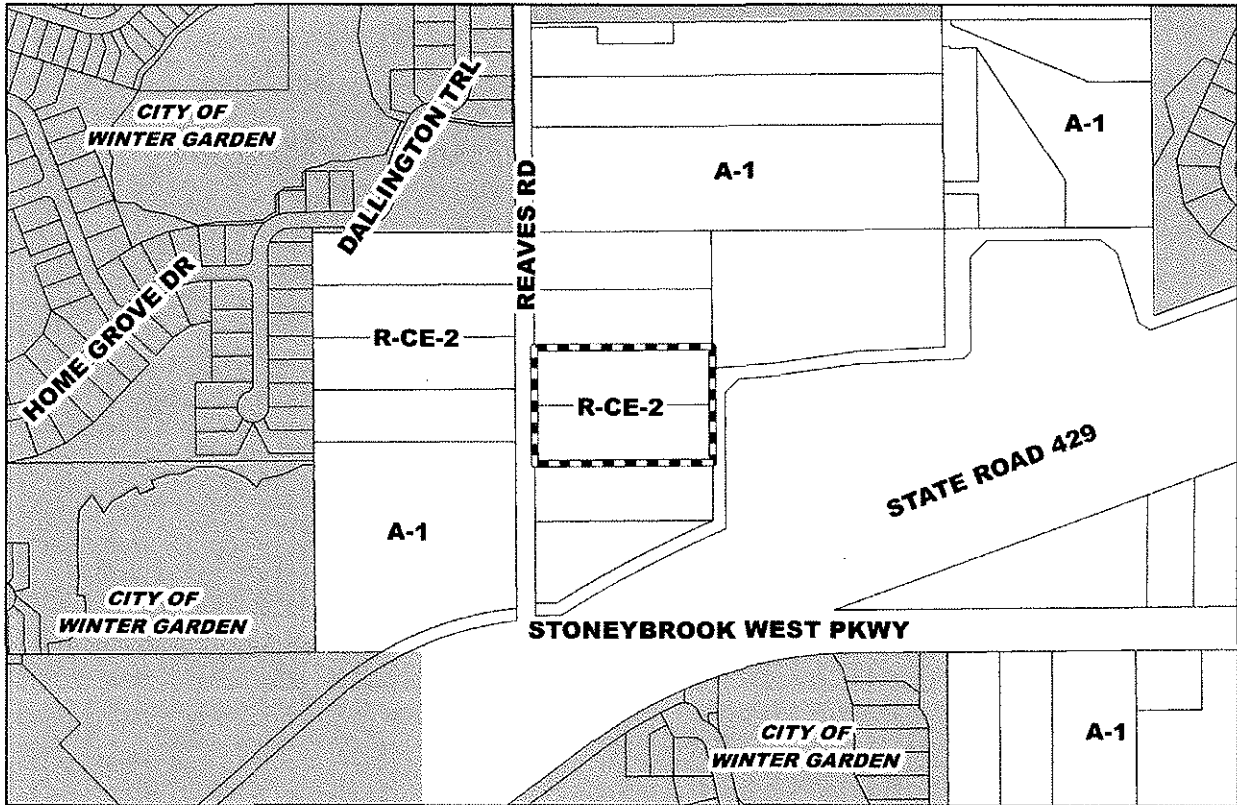 CITY OF
WINTER GARDEN
DALLINGTON TRL
A-1
A-1
REAVES RD
HOME GROVE DR
R-CE-2
R-CE-2
STATE ROAD 429
A-1
CITY OF
WINTER GARDEN
STONEYBROOK WEST PKWY
CITY OF
WINTER GARDEN
A-1